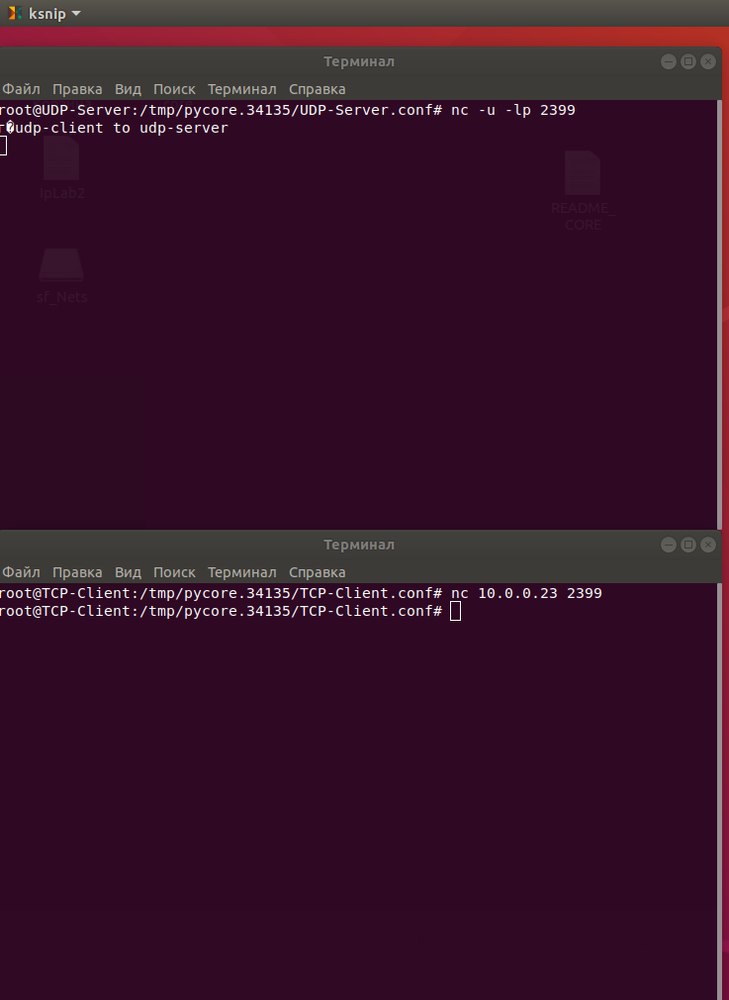 ksnip
Терминал
Файл Правка Вид Поиск Терминал Справка
root@UDP-Server:/tmp/pycore.34135/UDP-Server.conf# nc -u -lp 2399
г�udp-client to udp-server
IpLab2
README_
CORE
sf_Nets
Терминал
Файл Правка Вид Поиск Терминал Справка
root@TCP-Client:/tmp/pycore.34135/TCP-Client.conf# nc 10.0.0.23 2399
root@TCP-Client:/tmp/pycore.34135/TCP-Client.conf#